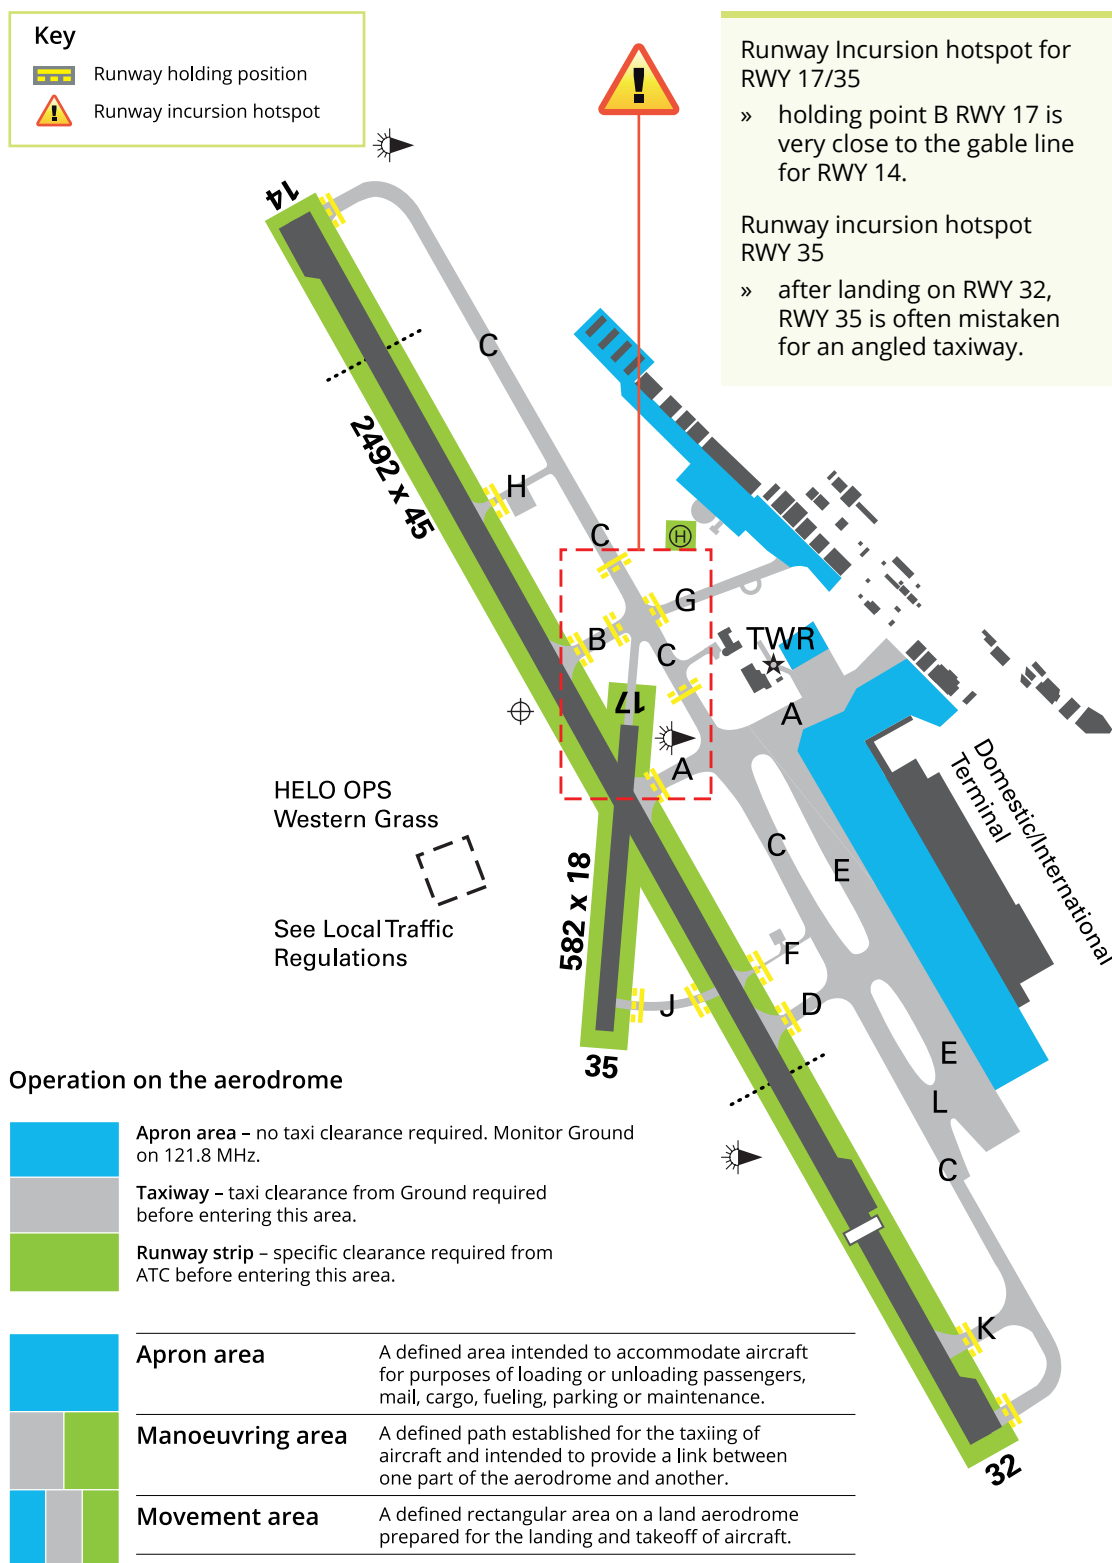 Key
Runway holding position
Runway incursion hotspot
Runway Incursion hotspot for
RWY 17/35
» holding point B RWY 17 is
very close to the gable line
for RWY 14.
Runway incursion hotspot
RWY 35
» after landing on RWY 32,
RWY 35 is often mistaken
for an angled taxiway.
14
C
2492 x 45
H
C
H
G
B
C
TWR
17
A
A
Domestic/International
Terminal
HELO OPS
Western Grass
C
E
582 x 18
See Local Traffic
Regulations
F
J
D
35
E
L
C
K
32
Operation on the aerodrome
Apron area – no taxi clearance required. Monitor Ground
on 121.8 MHz.
Taxiway – taxi clearance from Ground required
before entering this area.
Runway strip – specific clearance required from
ATC before entering this area.
Apron area
A defined area intended to accommodate aircraft
for purposes of loading or unloading passengers,
mail, cargo, fueling, parking or maintenance.
Manoeuvring area
A defined path established for the taxiing of
aircraft and intended to provide a link between
one part of the aerodrome and another.
Movement area
A defined rectangular area on a land aerodrome
prepared for the landing and takeoff of aircraft.